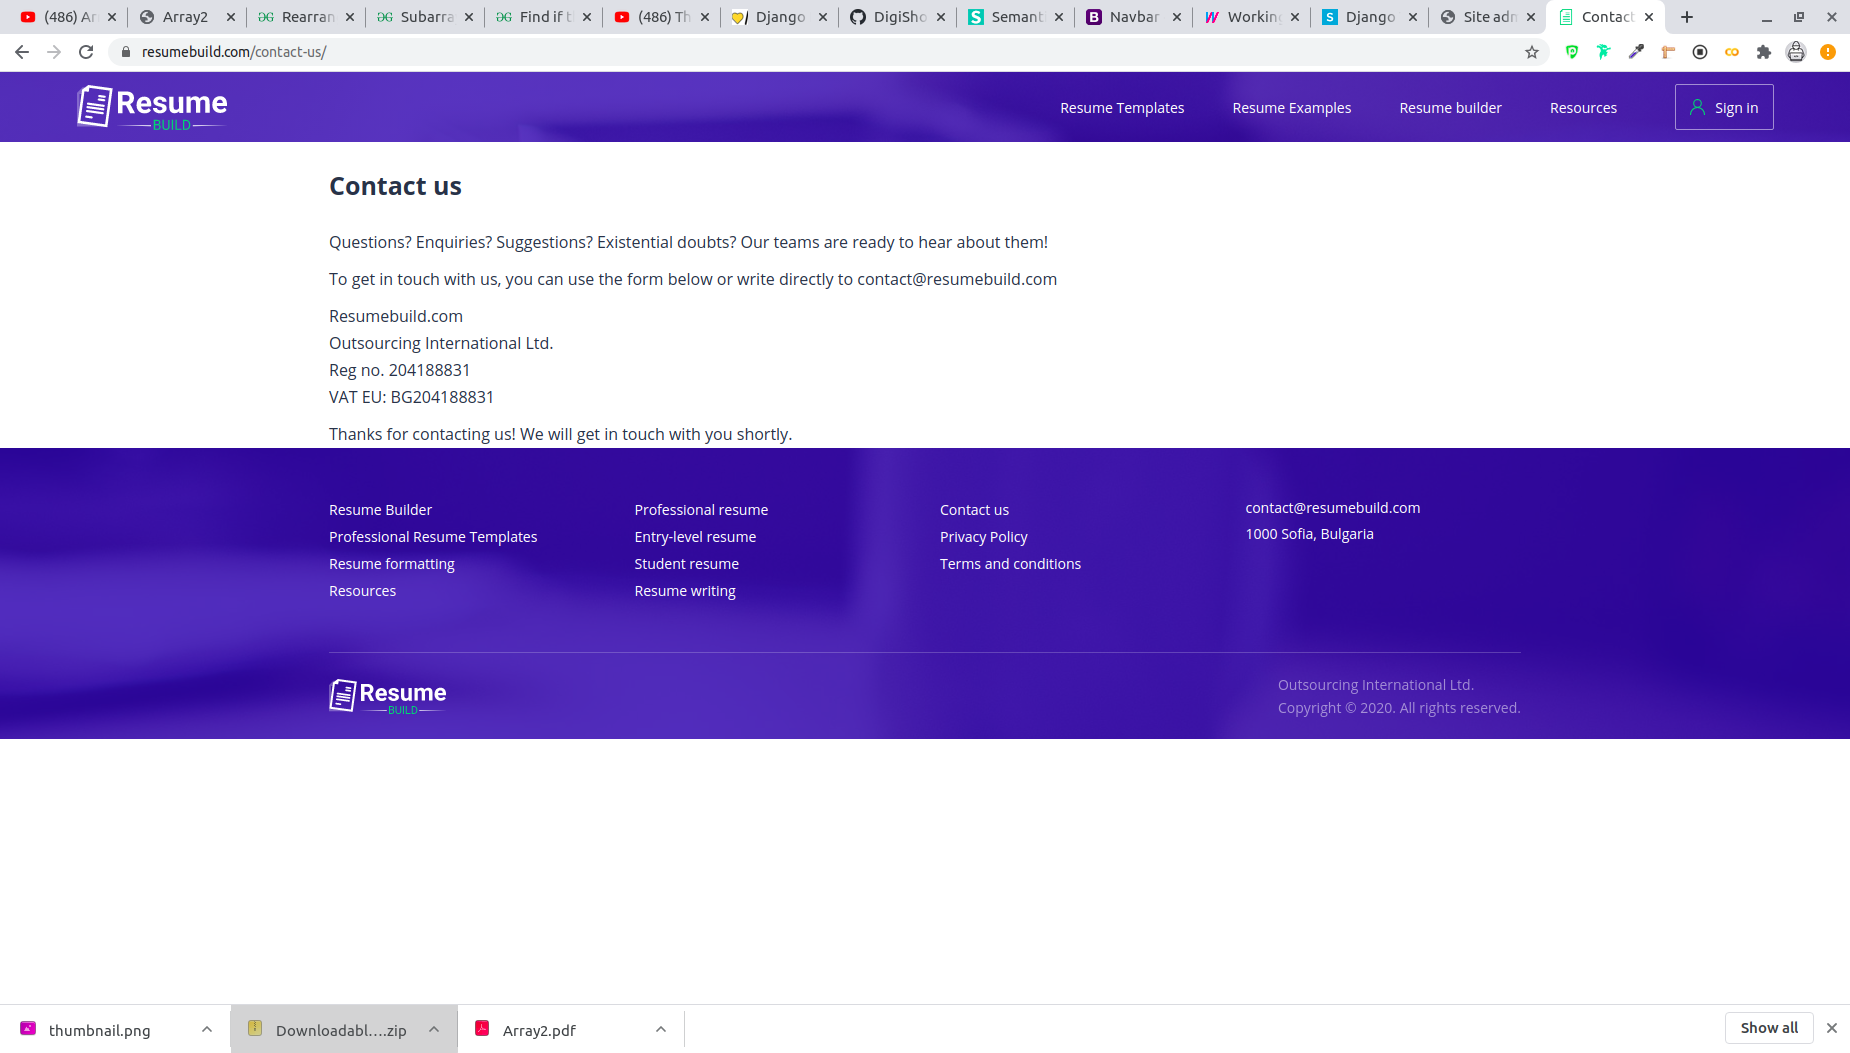 (486) Ar
Array2
Rearran
Subarra
Find if t
(486) Th
Django
DigiSho
Semant
Navbar
Working
Django
Site adm
Contact
resumebuild.com/contact-us/
Resume
BUILD
Resume Templates
Resume Examples
Resume builder
Resources
Sign in
Contact us
Questions? Enquiries? Suggestions? Existential doubts? Our teams are ready to hear about them!
To get in touch with us, you can use the form below or write directly to contact@resumebuild.com
Resumebuild.com
Outsourcing International Ltd.
Reg no. 204188831
VAT EU: BG204188831
Thanks for contacting us! We will get in touch with you shortly.
Resume Builder
Professional Resume Templates
Resume formatting
Resources
Professional resume
Entry-level resume
Student resume
Resume writing
Contact us
Privacy Policy
Terms and conditions
contact@resumebuild.com
1000 Sofia, Bulgaria
Resume
BUILD
Outsourcing International Ltd.
Copyright © 2020. All rights reserved.
thumbnail.png
Downloadabl....zip
Array2.pdf
Show all